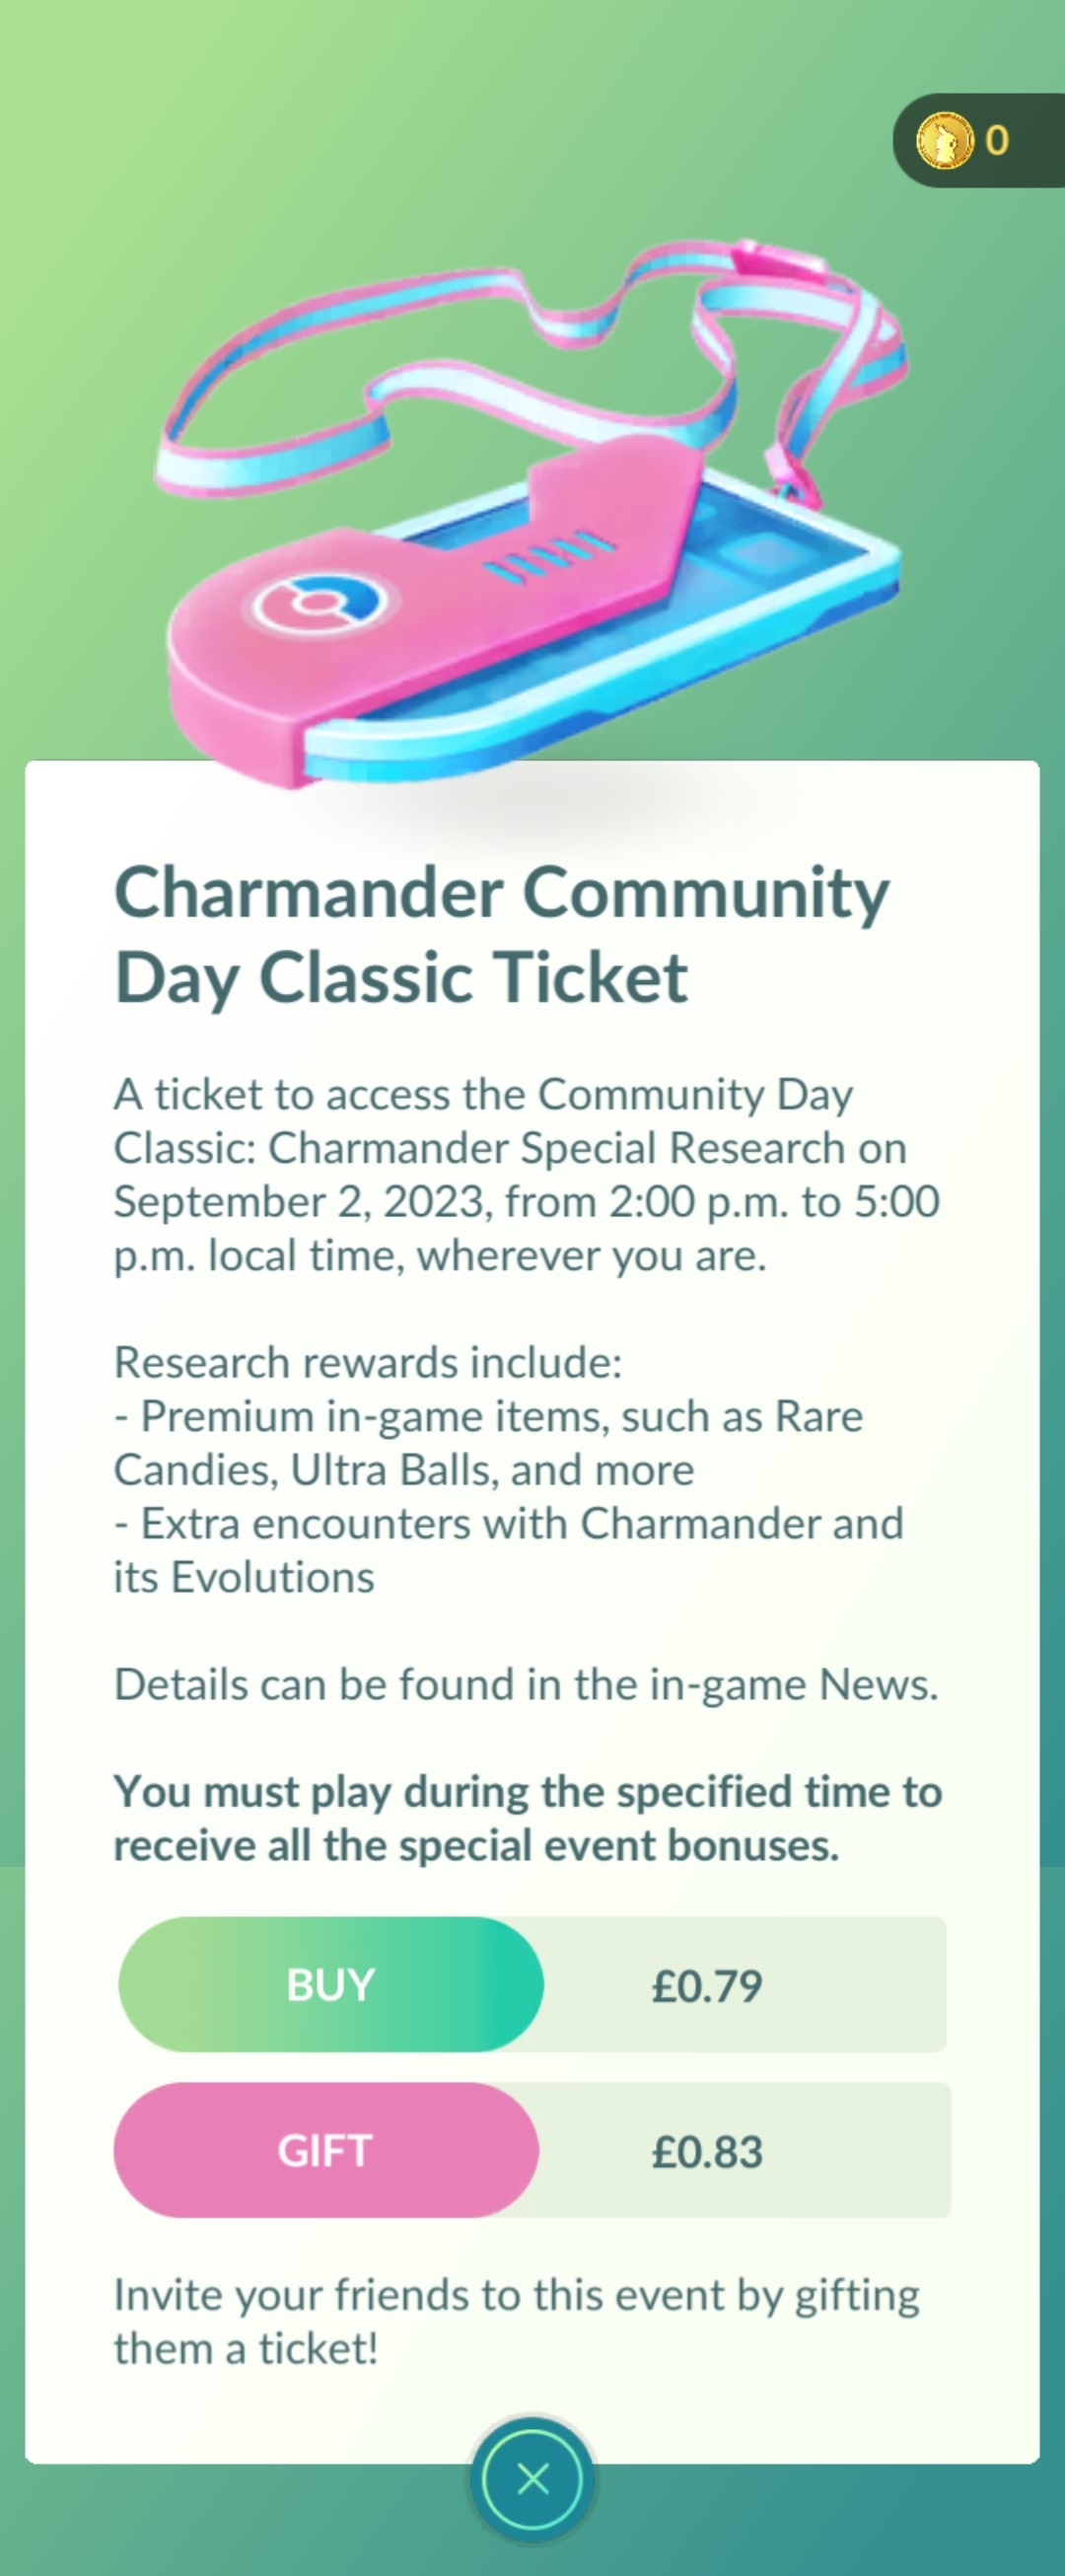 0
Charmander Community
Day Classic Ticket
A ticket to access the Community Day
Classic: Charmander Special Research on
September 2, 2023, from 2:00 p.m. to 5:00
p.m. local time, wherever you are.
Research rewards include:
- Premium in-game items, such as Rare
Candies, Ultra Balls, and more
- Extra encounters with Charmander and
its Evolutions
Details can be found in the in-game News.
You must play during the specified time to
receive all the special event bonuses.
BUY £0.79
GIFT £0.83
Invite your friends to this event by gifting
them a ticket!